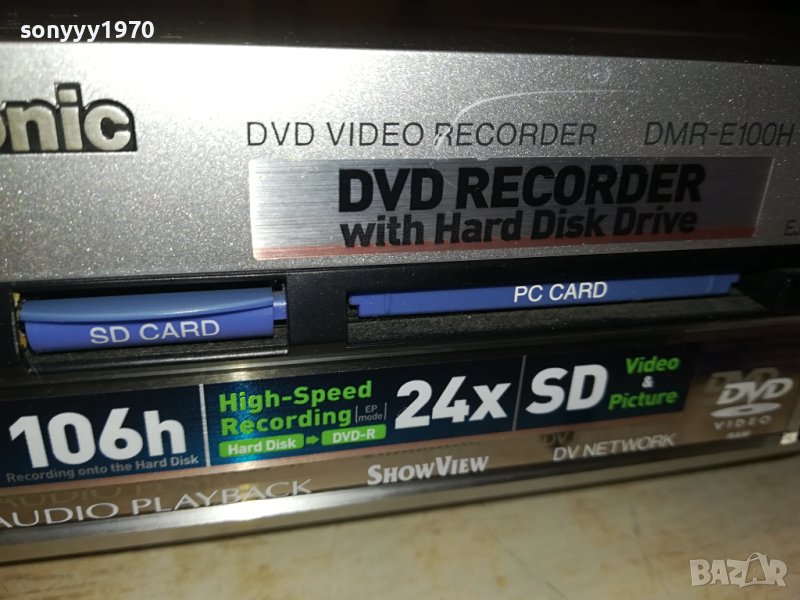 sonyyy1970
onic
DVD VIDEO RECORDER DMR-E100H
DVD RECORDER
with Hard Disk Drive
SD CARD
PC CARD
106h
Recording onto the Hard Disk
High-Speed
Recording EP mode
Hard Disk DVD-R
24x
SD Video & Picture
DVD
VIDEO
RAM
AUDIO PLAYBACK
SHOWVIEW
DV NETWORK
BAZAR